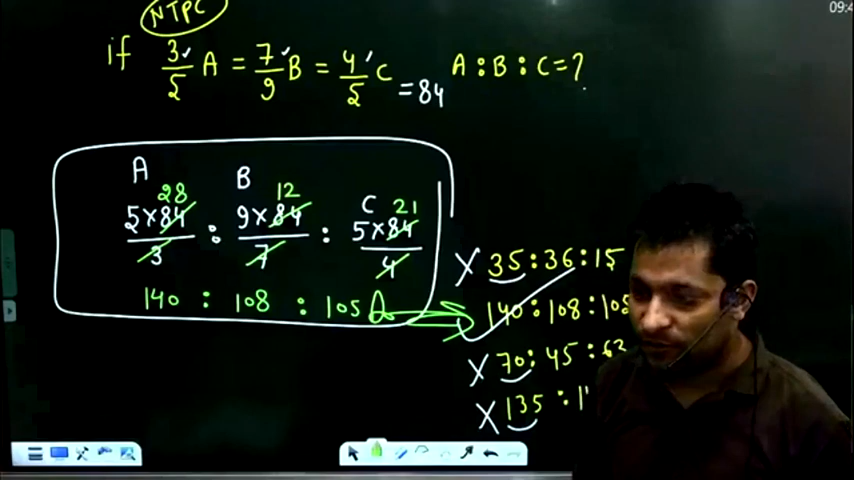 09:4
NTPC
if 3/5 A = 7/9 B = 4/5 C = 84 A : B : C = ?
A B C
28 12 21
5×84/3 : 9×84/7 : 5×84/4
140 : 108 : 105
X 35 : 36 : 15
140 : 108 : 105
X 70 : 45 : 63
X 135 :